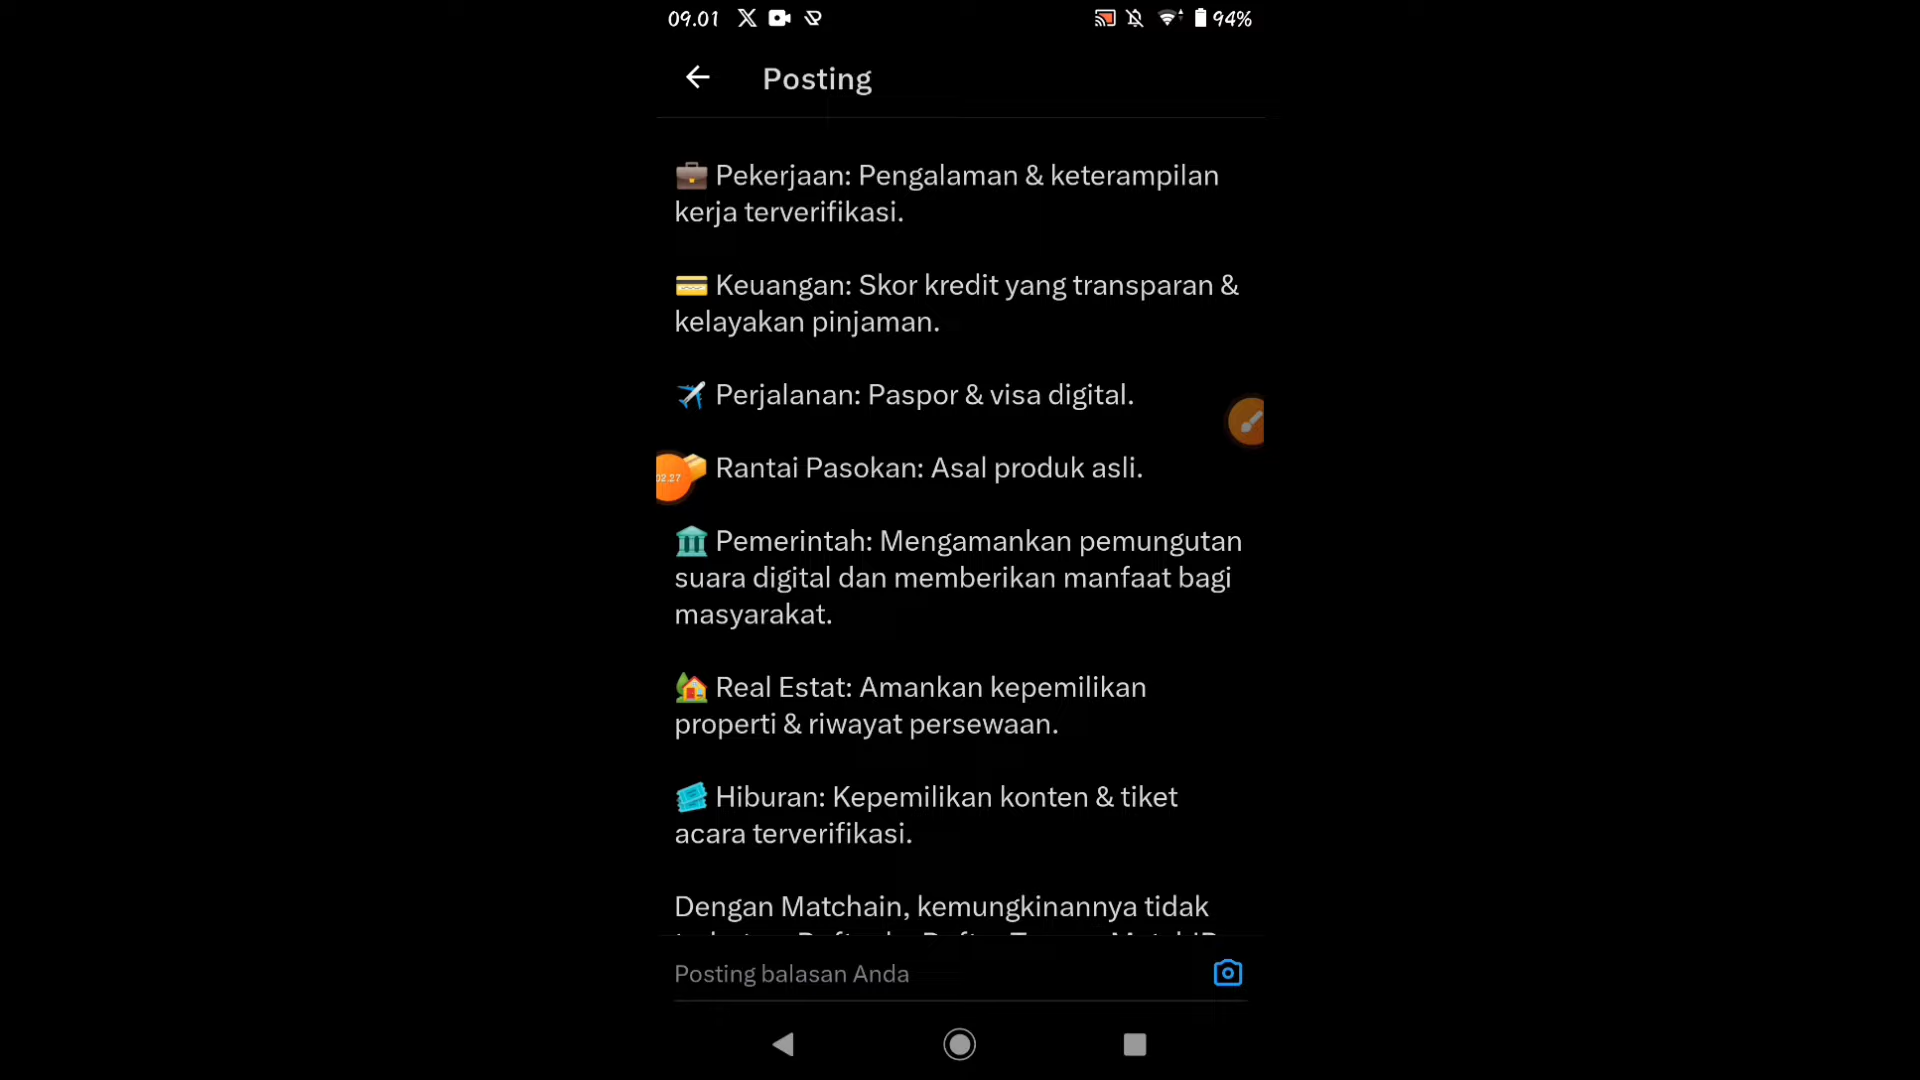 09.01
94%
Posting
Pekerjaan: Pengalaman & keterampilan
kerja terverifikasi.
Keuangan: Skor kredit yang transparan &
kelayakan pinjaman.
Perjalanan: Paspor & visa digital.
02.27
Rantai Pasokan: Asal produk asli.
Pemerintah: Mengamankan pemungutan
suara digital dan memberikan manfaat bagi
masyarakat.
Real Estat: Amankan kepemilikan
properti & riwayat persewaan.
Hiburan: Kepemilikan konten & tiket
acara terverifikasi.
Dengan Matchain, kemungkinannya tidak
Posting balasan Anda